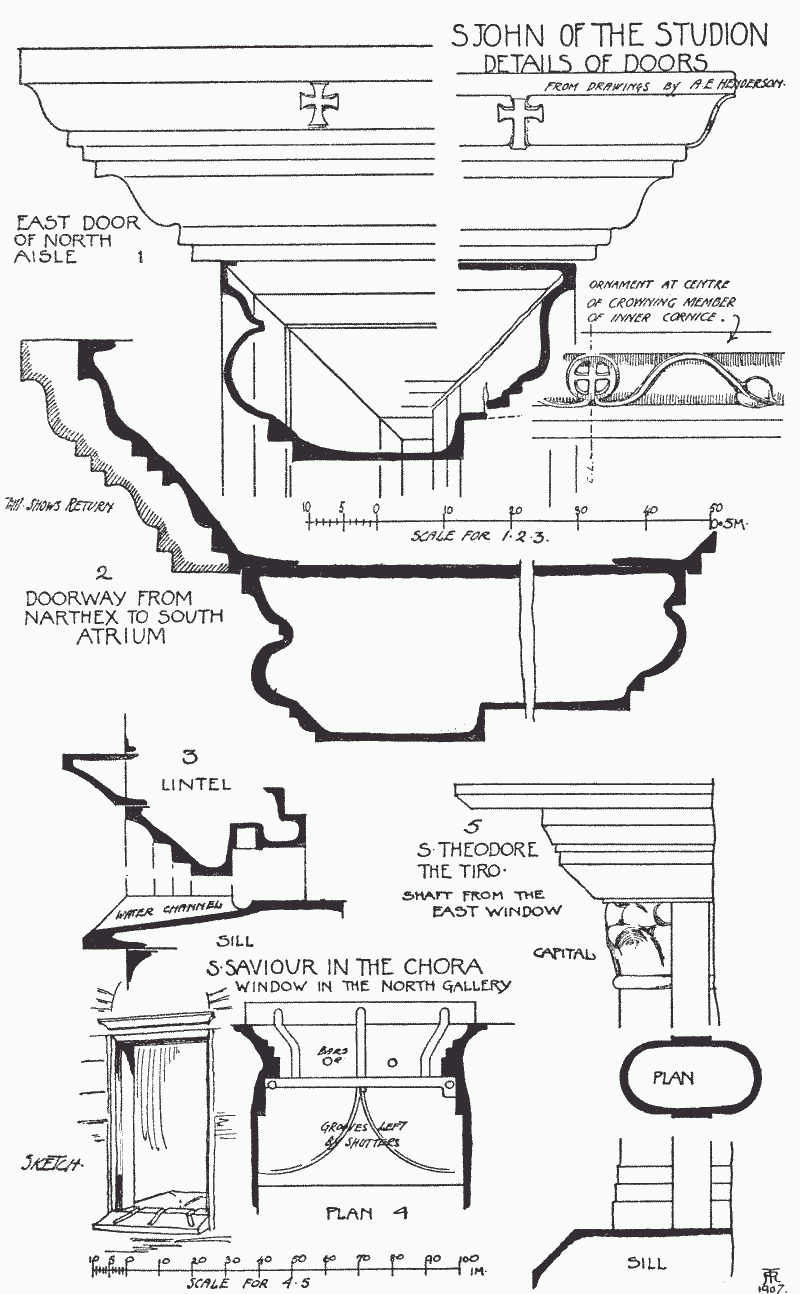 S JOHN OF THE STUDION
DETAILS OF DOORS
FROM DRAWINGS BY A E HENDERSON.
EAST DOOR
OF NORTH
AISLE 1
ORNAMENT AT CENTRE
OF CROWNING MEMBER
OF INNER CORNICE.
SHOWS RETURN
10 5 0 10 20 30 40 50
0·5M.
SCALE FOR 1·2·3.
2
DOORWAY FROM
NARTHEX TO SOUTH
ATRIUM
3
LINTEL
WATER CHANNEL
SILL
5
S·THEODORE
THE TIRO·
SHAFT FROM THE
EAST WINDOW
CAPITAL
PLAN
SILL
S·SAVIOUR IN THE CHORA
WINDOW IN THE NORTH GALLERY
BARS
GROOVES LEFT
BY SHUTTERS
SKETCH·
PLAN 4
10 5 0 10 20 30 40 50 60 70 80 90 100
1M.
SCALE FOR 4·5
1907.